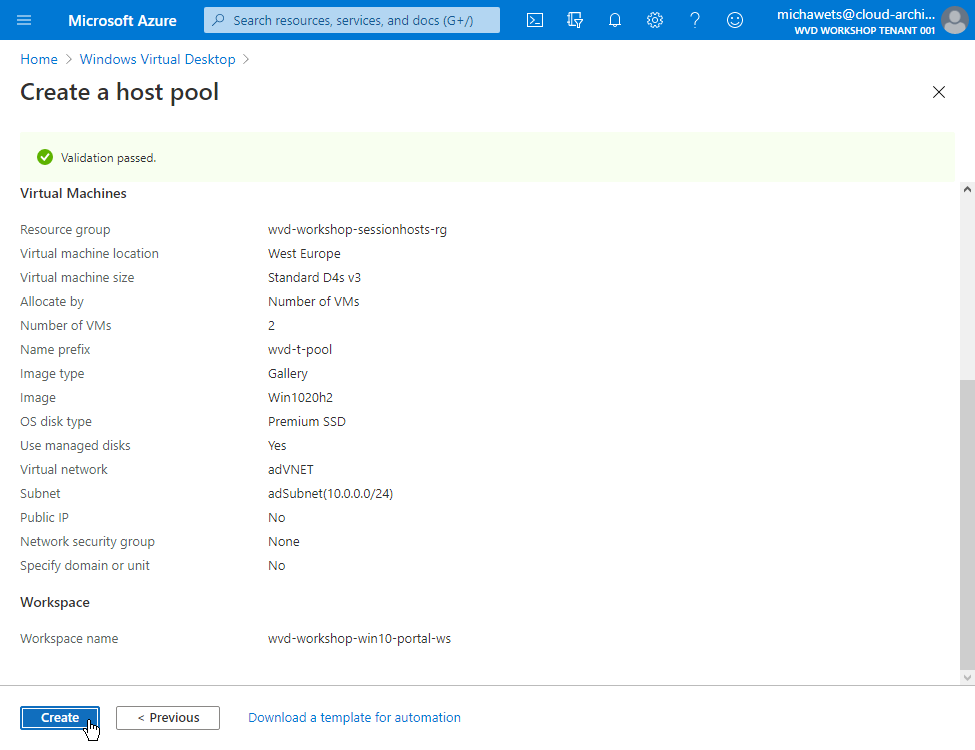 Microsoft Azure
Search resources, services, and docs (G+/)
michawets@cloud-archi...
WVD WORKSHOP TENANT 001
Home > Windows Virtual Desktop >
Create a host pool
Validation passed.
Virtual Machines
Resource group wvd-workshop-sessionhosts-rg
Virtual machine location West Europe
Virtual machine size Standard D4s v3
Allocate by Number of VMs
Number of VMs 2
Name prefix wvd-t-pool
Image type Gallery
Image Win1020h2
OS disk type Premium SSD
Use managed disks Yes
Virtual network adVNET
Subnet adSubnet(10.0.0.0/24)
Public IP No
Network security group None
Specify domain or unit No
Workspace
Workspace name wvd-workshop-win10-portal-ws
Create
< Previous
Download a template for automation